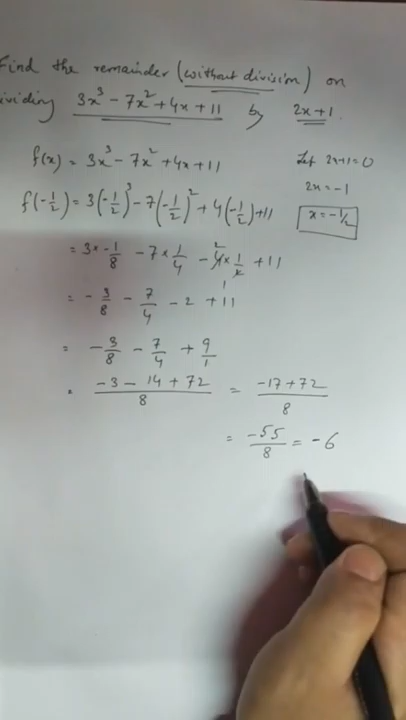 Find the remainder (without division) on
ividing 3x³ - 7x² + 4x + 11 by 2x+1.
f(x) = 3x³ - 7x² + 4x + 11
Let 2x+1=0
2x = -1
x = -1/2
f(-1/2) = 3(-1/2)³ - 7(-1/2)² + 4(-1/2) + 11
= 3 × -1/8 - 7 × 1/4 - 4² × 1/2 + 11
= -3/8 - 7/4 - 2 + 11
= -3/8 - 7/4 + 9/1
= (-3 - 14 + 72)/8 = (-17+72)/8
= -55/8 = -6